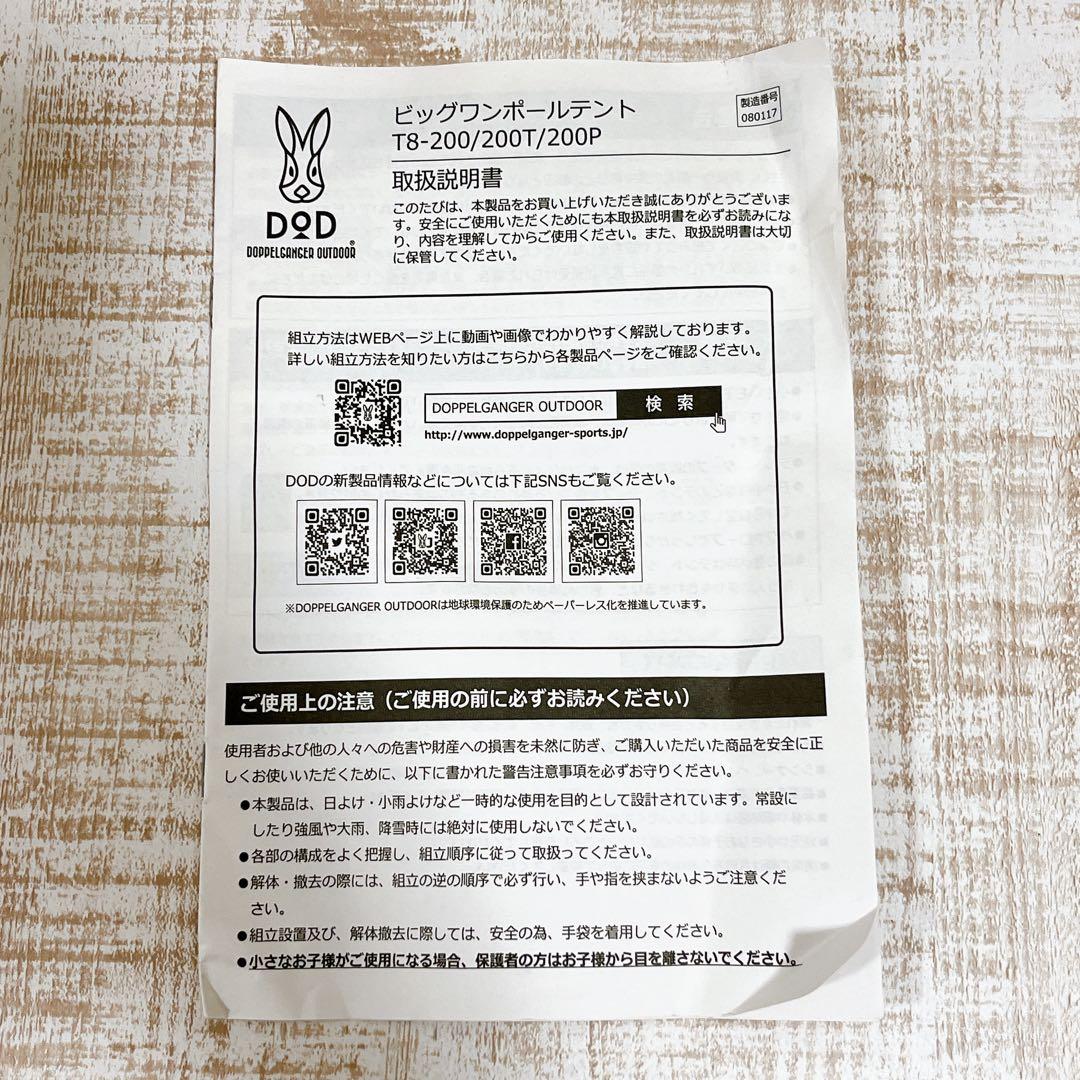 ビッグワンポールテント
T8-200/200T/200P
製造番号
080117
取扱説明書
このたびは、本製品をお買い上げいただき誠にありがとうございま
す。安全にご使用いただくためにも本取扱説明書を必ずお読みにな
り、内容を理解してからご使用ください。また、取扱説明書は大切
に保管してください。
DOD
DOPPELGANGER OUTDOOR®
組立方法はWEBページ上に動画や画像でわかりやすく解説しております。
詳しい組立方法を知りたい方はこちらから各製品ページをご確認ください。
DOPPELGANGER OUTDOOR 検 索
http://www.doppelganger-sports.jp/
DODの新製品情報などについては下記SNSもご覧ください。
※DOPPELGANGER OUTDOORは地球環境保護のためペーパーレス化を推進しています。
ご使用上の注意（ご使用の前に必ずお読みください）
使用者および他の人々への危害や財産への損害を未然に防ぎ、ご購入いただいた商品を安全に正
しくお使いいただくために、以下に書かれた警告注意事項を必ずお守りください。
●本製品は、日よけ・小雨よけなど一時的な使用を目的として設計されています。常設に
したり強風や大雨、降雪時には絶対に使用しないでください。
●各部の構成をよく把握し、組立順序に従って取扱ってください。
●解体・撤去の際には、組立の逆の順序で必ず行い、手や指を挟まないようご注意くだ
さい。
●組立設置及び、解体撤去に際しては、安全の為、手袋を着用してください。
●小さなお子様がご使用になる場合、保護者の方はお子様から目を離さないでください。